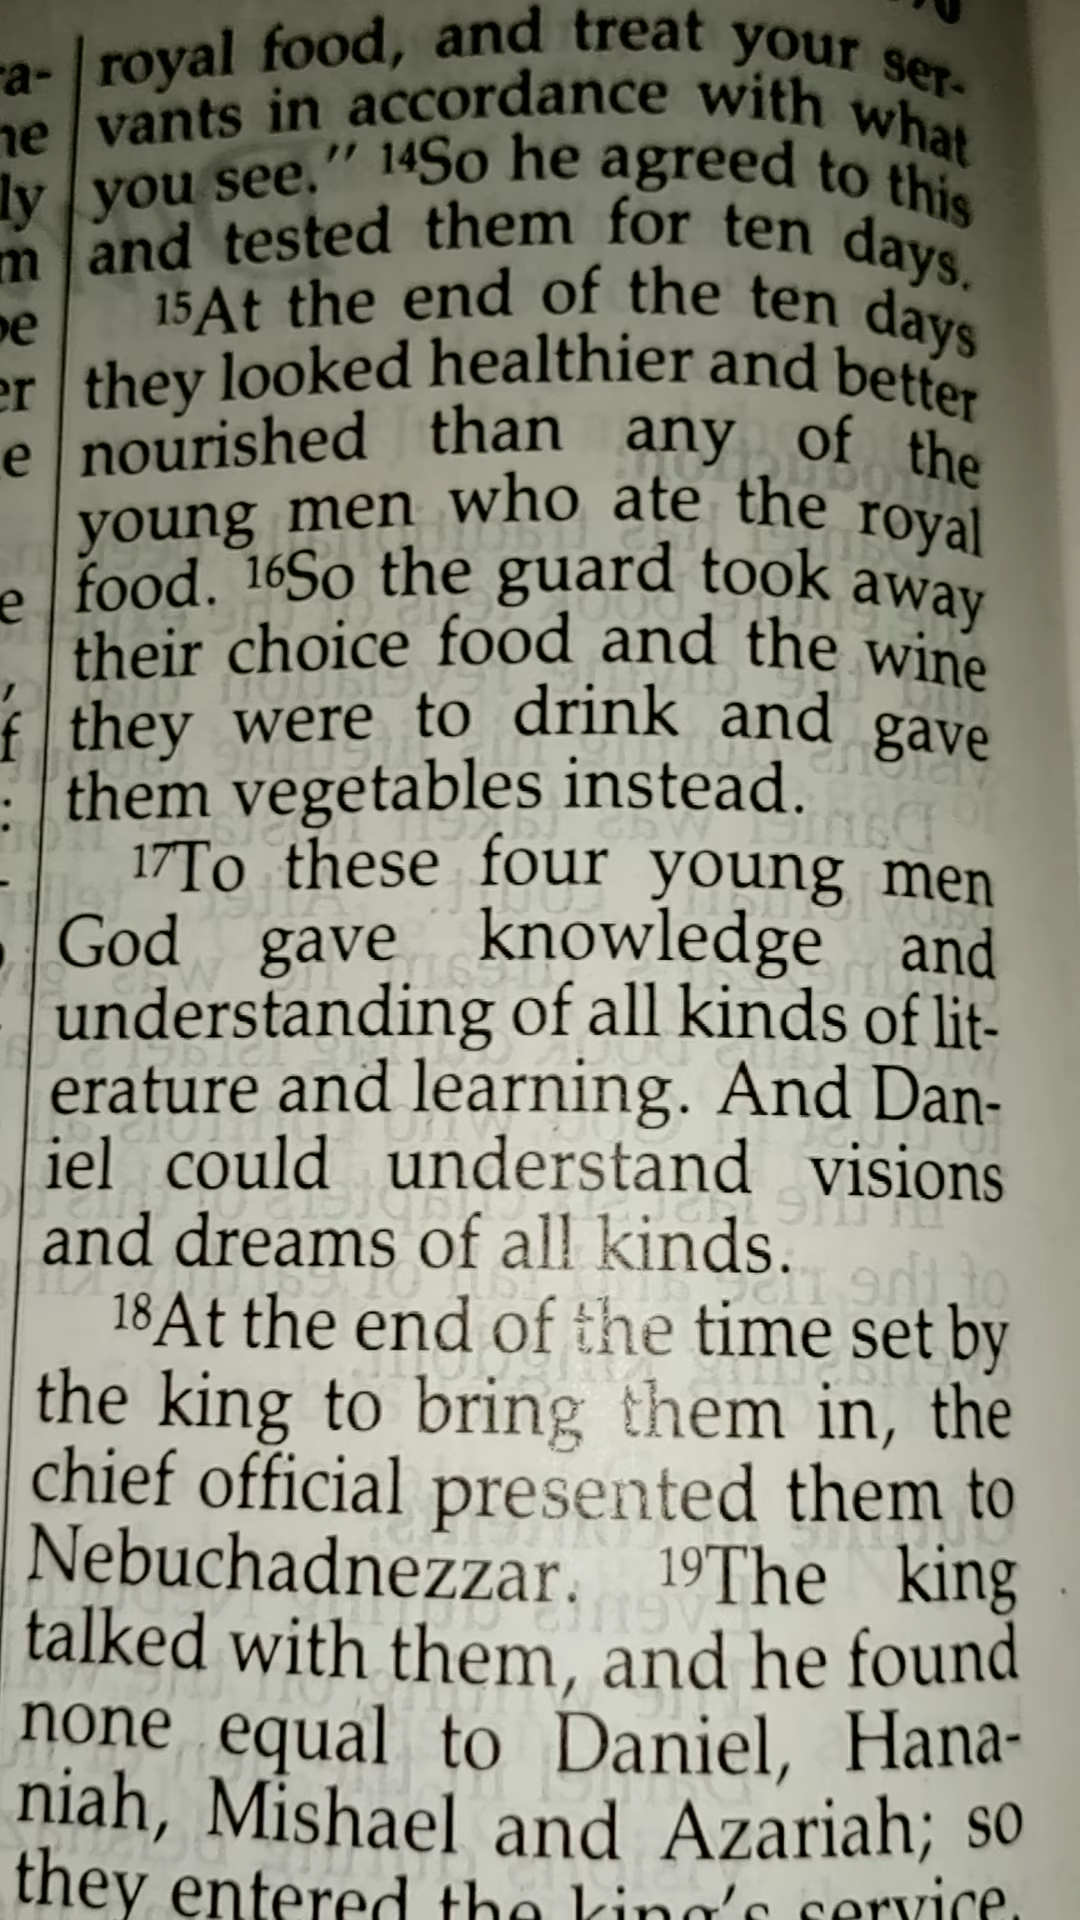 royal food, and treat your ser-
vants in accordance with what
you see." 14So he agreed to this
and tested them for ten days.
15At the end of the ten days
they looked healthier and better
nourished than any of the
young men who ate the royal
food. 16So the guard took away
their choice food and the wine
they were to drink and gave
them vegetables instead.
17To these four young men
God gave knowledge and
understanding of all kinds of lit-
erature and learning. And Dan-
iel could understand visions
and dreams of all kinds.
18At the end of the time set by
the king to bring them in, the
chief official presented them to
Nebuchadnezzar. 19The king
talked with them, and he found
none equal to Daniel, Hana-
niah, Mishael and Azariah; so
they entered the king's service.